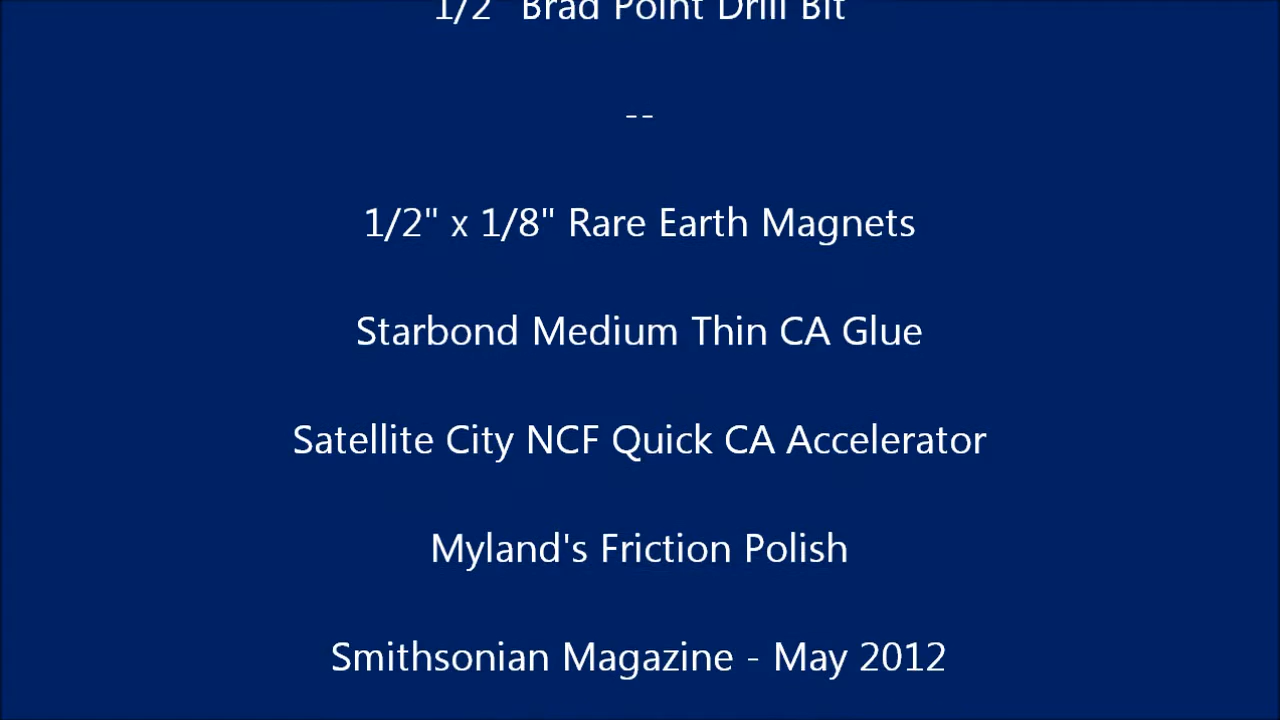 1/2" Brad Point Drill Bit
--
1/2" x 1/8" Rare Earth Magnets
Starbond Medium Thin CA Glue
Satellite City NCF Quick CA Accelerator
Myland's Friction Polish
Smithsonian Magazine - May 2012